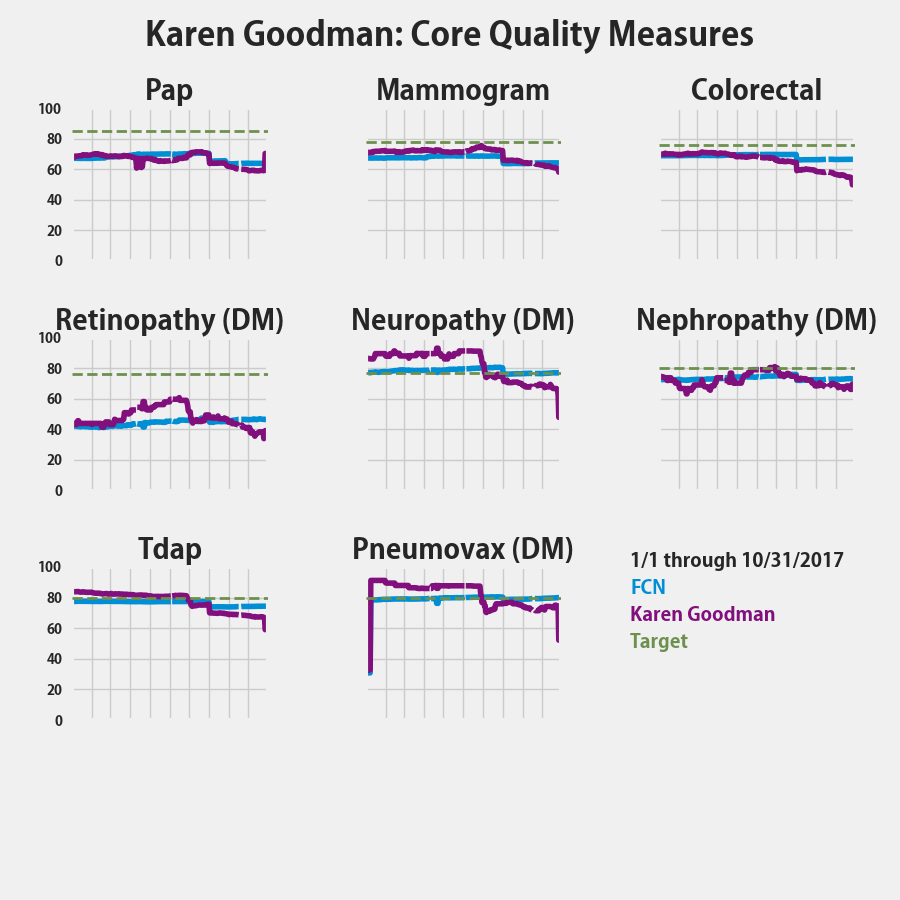 Karen Goodman: Core Quality Measures
Pap
Mammogram
Colorectal
100
80
60
40
20
0
Retinopathy (DM)
Neuropathy (DM)
Nephropathy (DM)
100
80
60
40
20
0
Tdap
Pneumovax (DM)
100
80
60
40
20
0
1/1 through 10/31/2017
FCN
Karen Goodman
Target